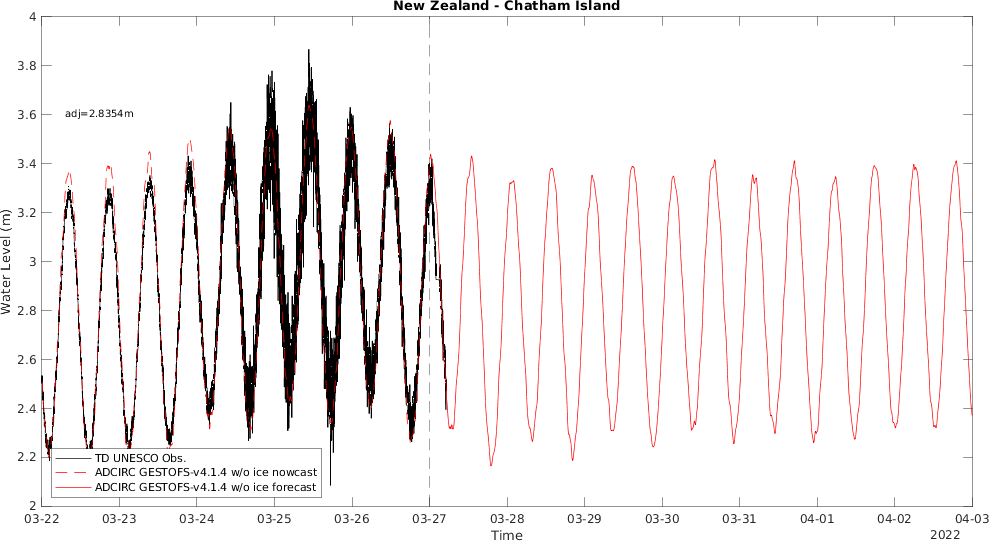 New Zealand - Chatham Island
4
3.8
3.6
3.4
3.2
3
2.8
2.6
2.4
2.2
2
Water Level (m)
adj=2.8354m
TD UNESCO Obs.
ADCIRC GESTOFS-v4.1.4 w/o ice nowcast
ADCIRC GESTOFS-v4.1.4 w/o ice forecast
03-22 03-23 03-24 03-25 03-26 03-27 03-28 03-29 03-30 03-31 04-01 04-02 04-03
Time
2022